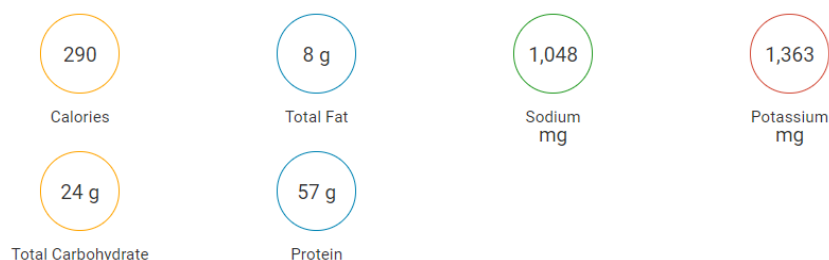 290
8 g
1,048
1,363
Calories
Total Fat
Sodium
mg
Potassium
mg
24 g
57 g
Total Carbohydrate
Protein